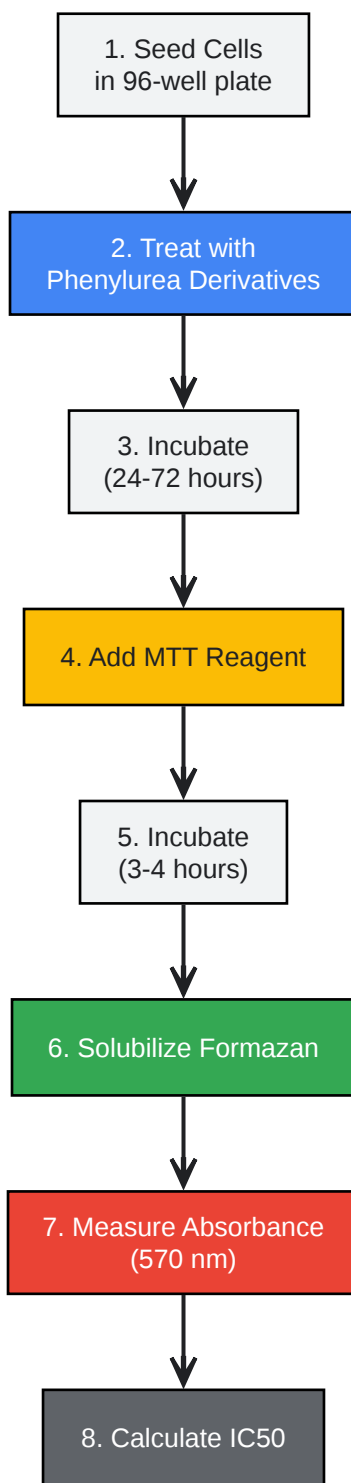 1. Seed Cells
in 96-well plate
2. Treat with
Phenylurea Derivatives
3. Incubate
(24-72 hours)
4. Add MTT Reagent
5. Incubate
(3-4 hours)
6. Solubilize Formazan
7. Measure Absorbance
(570 nm)
8. Calculate IC50